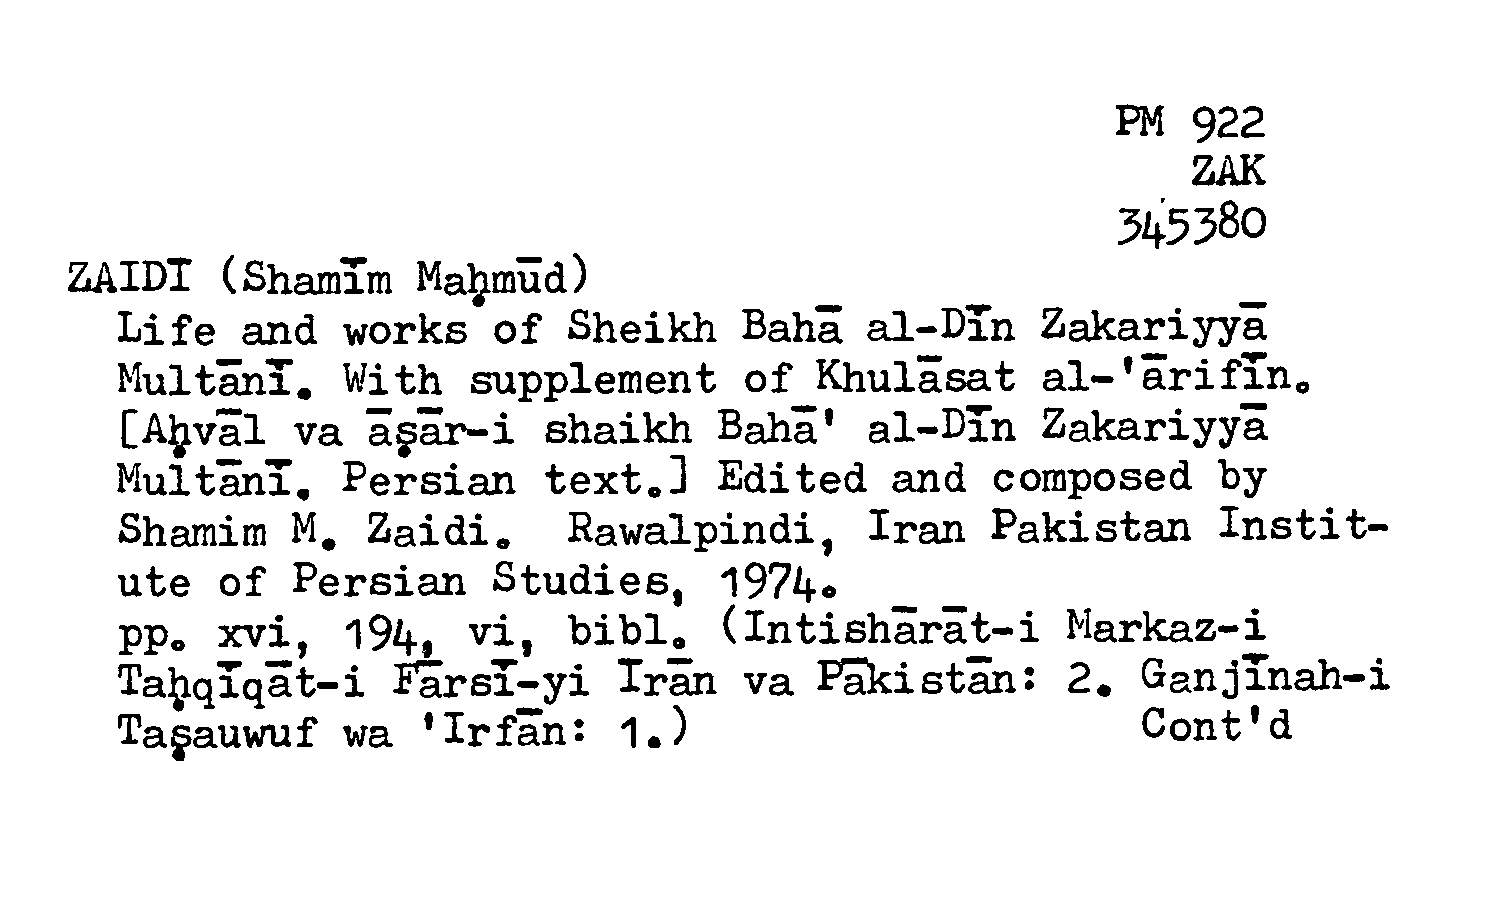 PM 922
ZAK
345380
ZAIDĪ (Shamīm Maḥmūd)
Life and works of Sheikh Bahā al-Dīn Zakariyyā
Multānī. With supplement of Khulāsat al-'ārifīn.
[Aḥvāl va āṣār-i shaikh Bahā' al-Dīn Zakariyyā
Multānī. Persian text.] Edited and composed by
Shamim M. Zaidi. Rawalpindi, Iran Pakistan Instit-
ute of Persian Studies, 1974.
pp. xvi, 194, vi, bibl. (Intishārāt-i Markaz-i
Taḥqīqāt-i Fārsī-yi Īrān va Pākistān: 2. Ganjīnah-i
Taṣauwuf wa 'Irfān: 1.) Cont'd